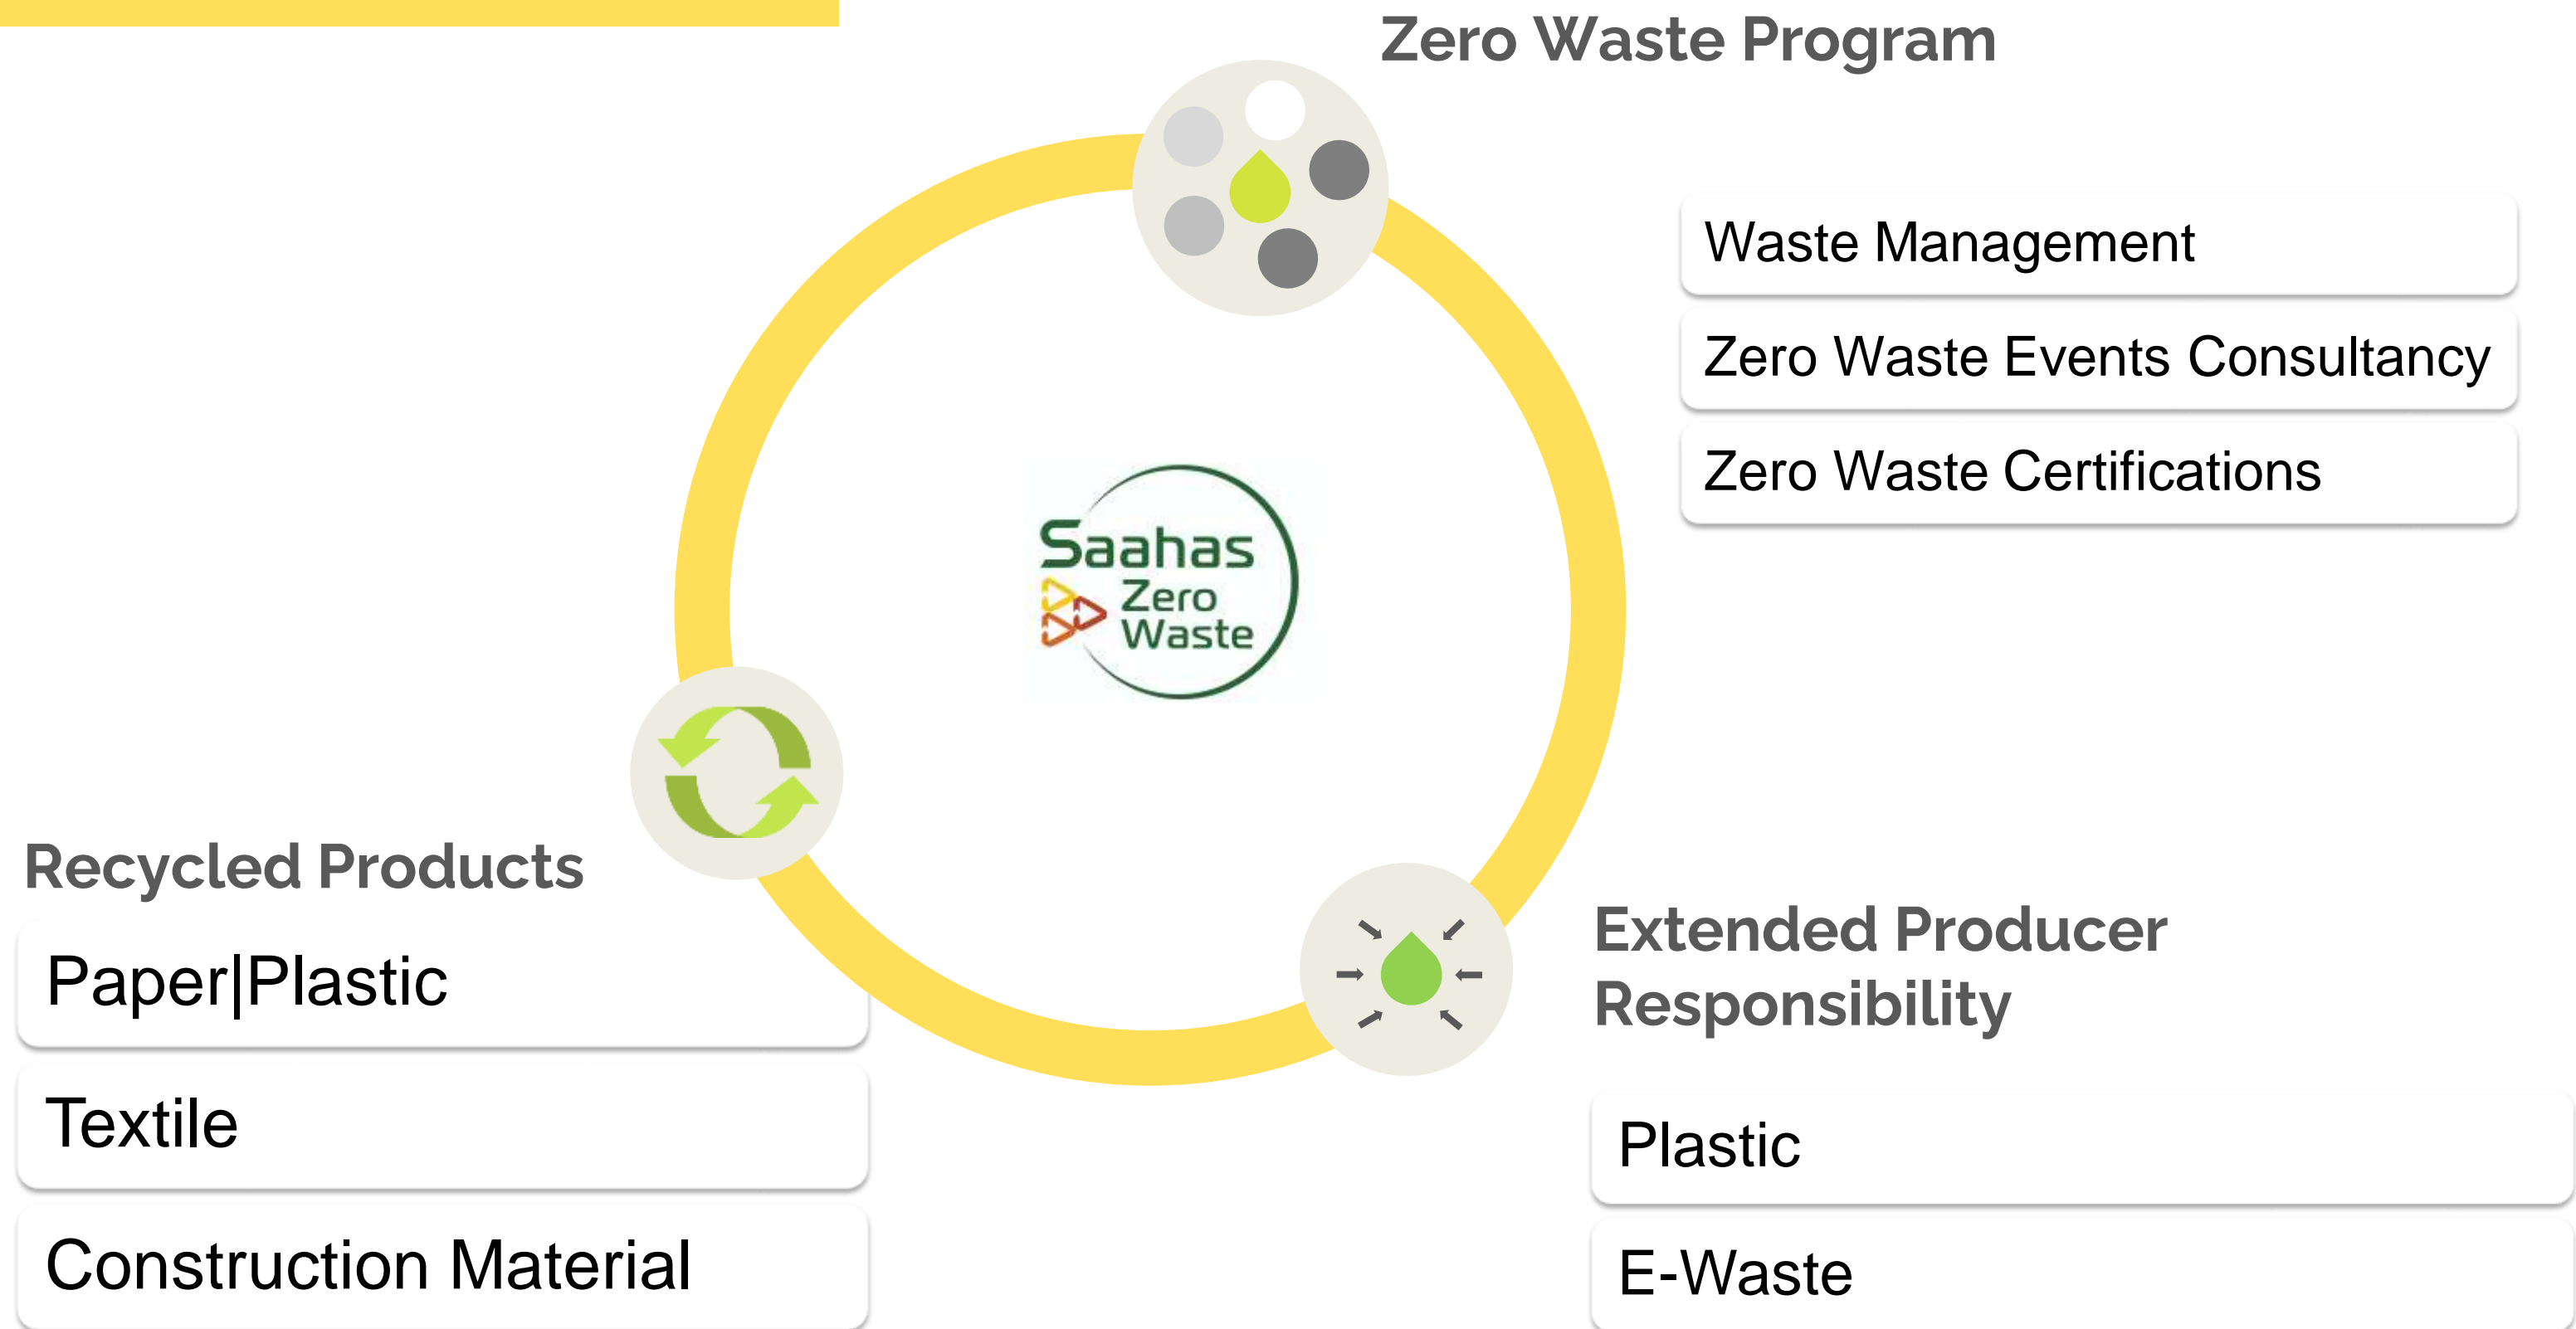 Zero Waste Program
Waste Management
Zero Waste Events Consultancy
Zero Waste Certifications
Saahas
Zero
Waste
Recycled Products
Paper|Plastic
Textile
Construction Material
Extended Producer
Responsibility
Plastic
E-Waste